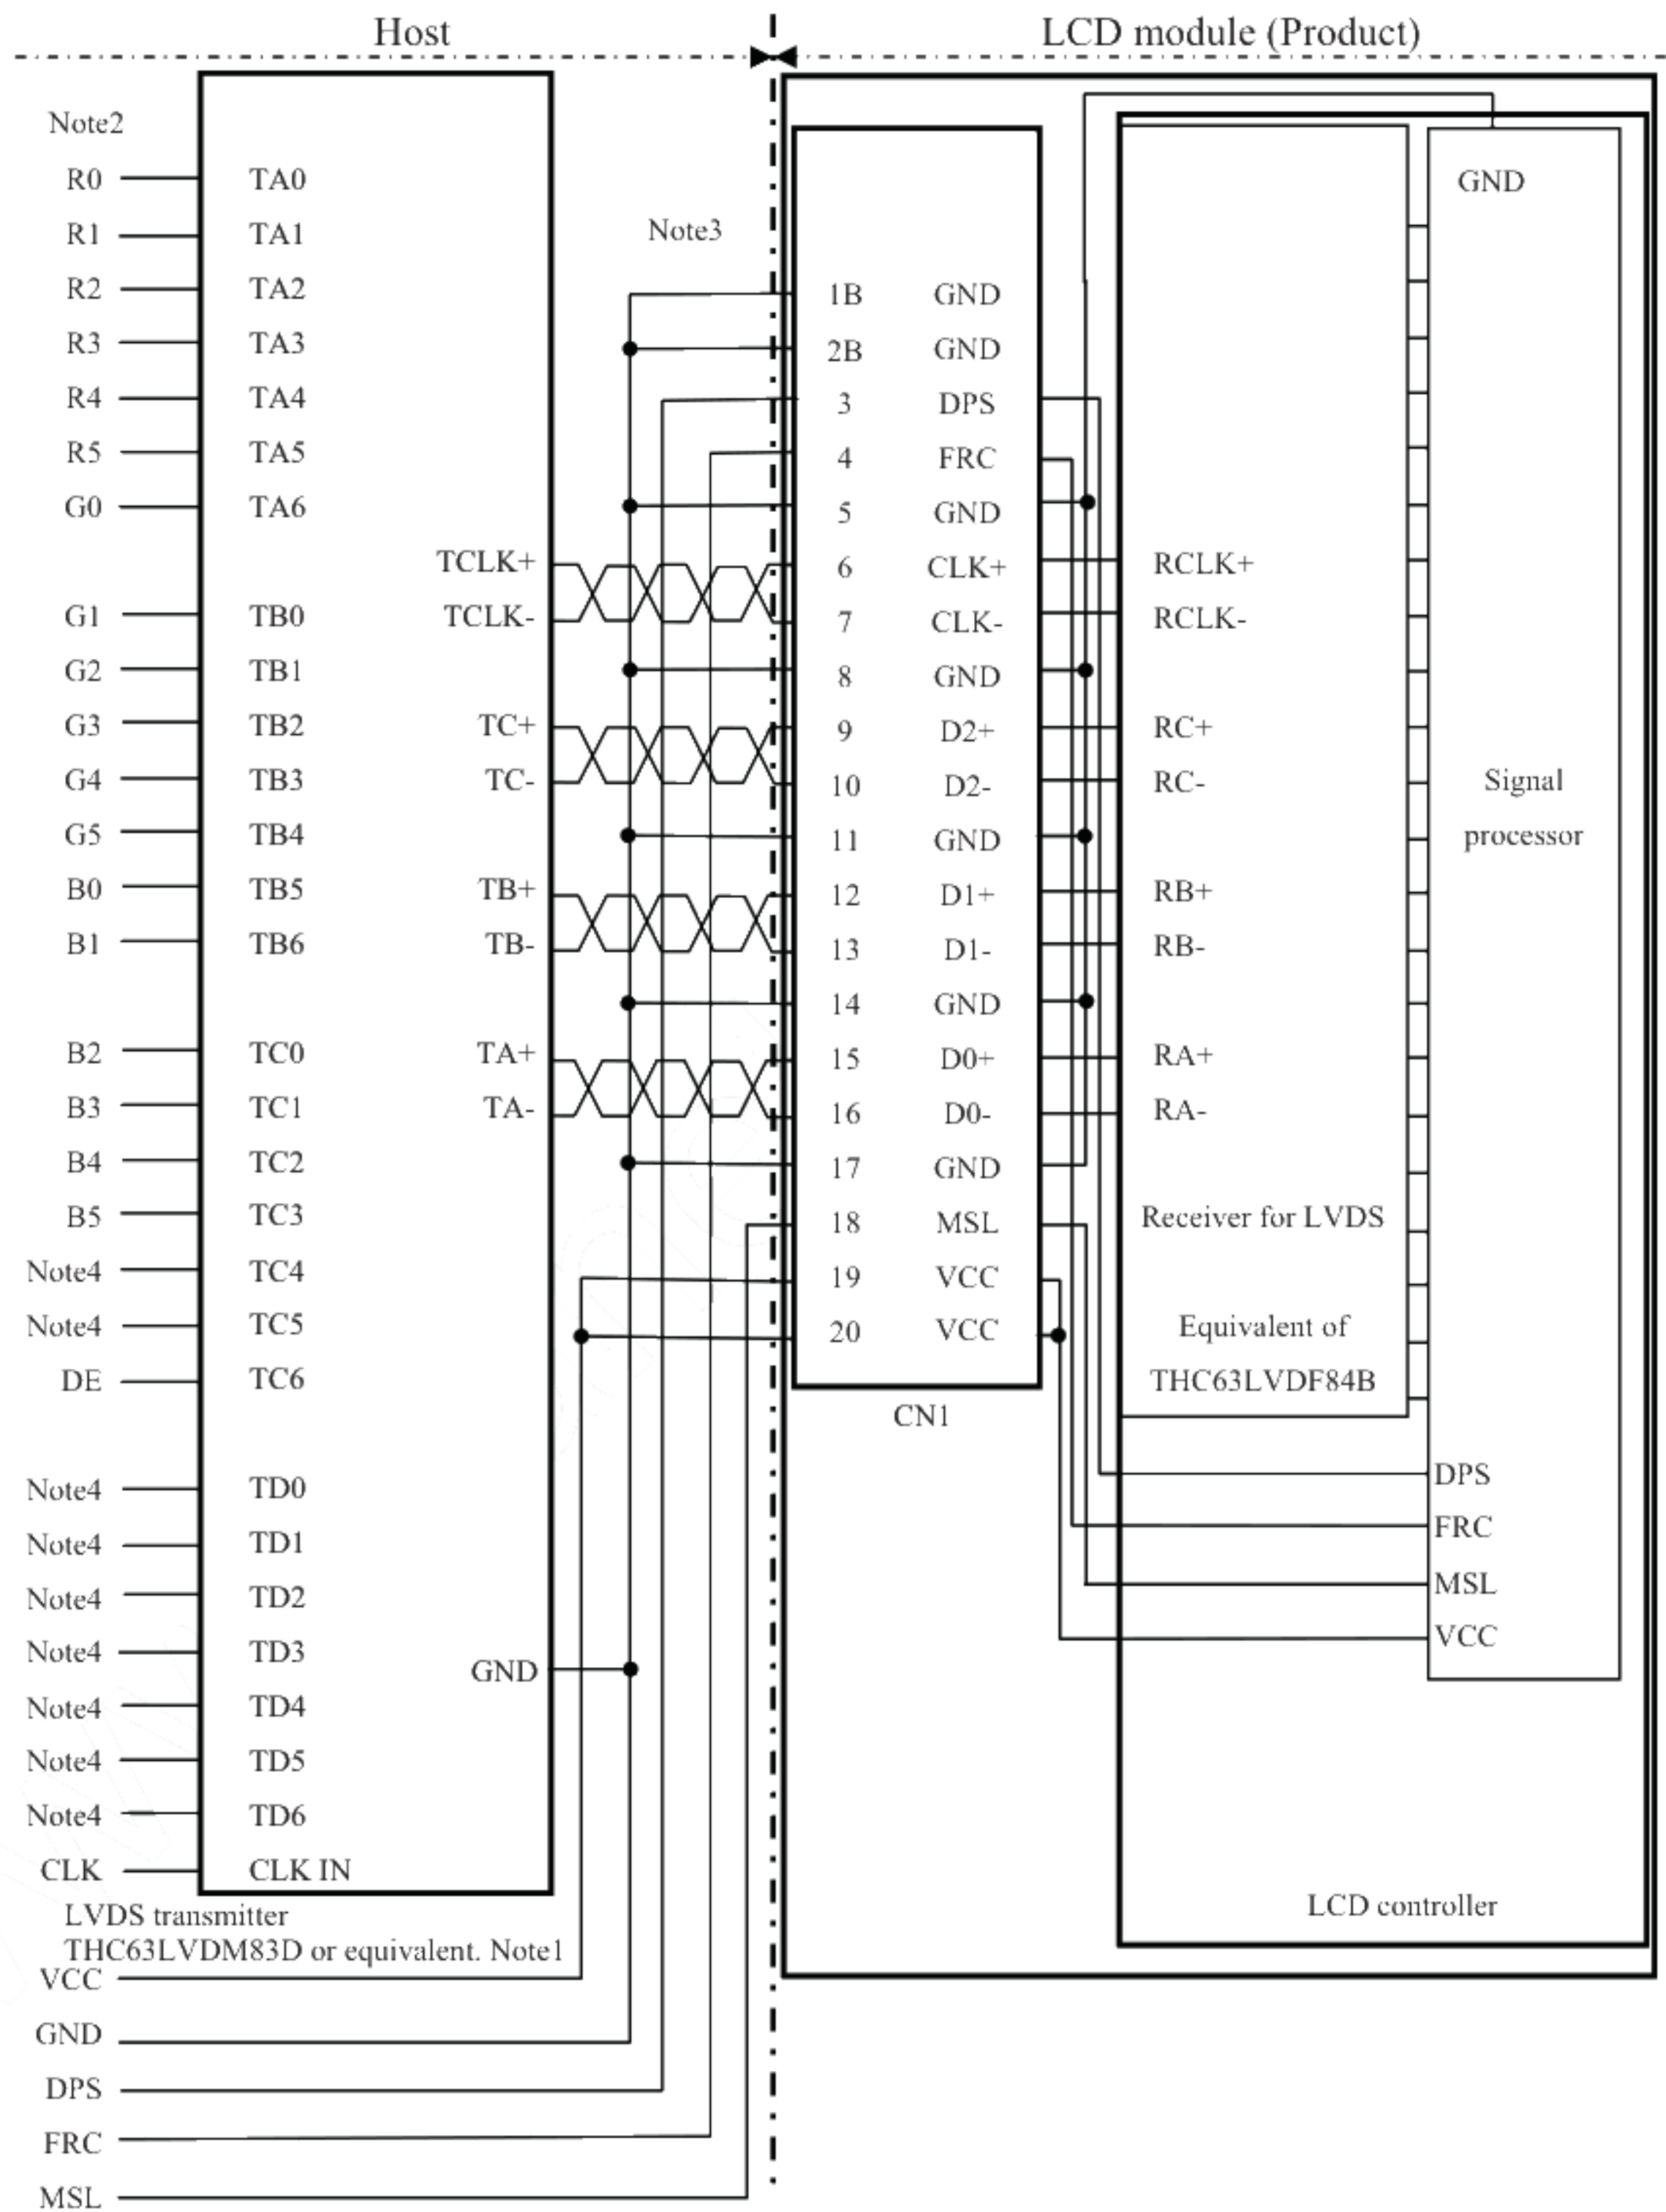 Host
LCD module (Product)
Note2
R0 TA0
R1 TA1
R2 TA2
R3 TA3
R4 TA4
R5 TA5
G0 TA6
TCLK+
G1 TB0 TCLK-
G2 TB1
G3 TB2 TC+
G4 TB3 TC-
G5 TB4
B0 TB5 TB+
B1 TB6 TB-
B2 TC0 TA+
B3 TC1 TA-
B4 TC2
B5 TC3
Note4 TC4
Note4 TC5
DE TC6
Note4 TD0
Note4 TD1
Note4 TD2
Note4 TD3 GND
Note4 TD4
Note4 TD5
Note4 TD6
CLK CLK IN
LVDS transmitter
THC63LVDM83D or equivalent. Note1
VCC
GND
DPS
FRC
MSL
Note3
1B GND
2B GND
3 DPS
4 FRC
5 GND
6 CLK+
7 CLK-
8 GND
9 D2+
10 D2-
11 GND
12 D1+
13 D1-
14 GND
15 D0+
16 D0-
17 GND
18 MSL
19 VCC
20 VCC
CN1
RCLK+
RCLK-
RC+
RC-
RB+
RB-
RA+
RA-
Receiver for LVDS
Equivalent of
THC63LVDF84B
GND
Signal
processor
DPS
FRC
MSL
VCC
LCD controller